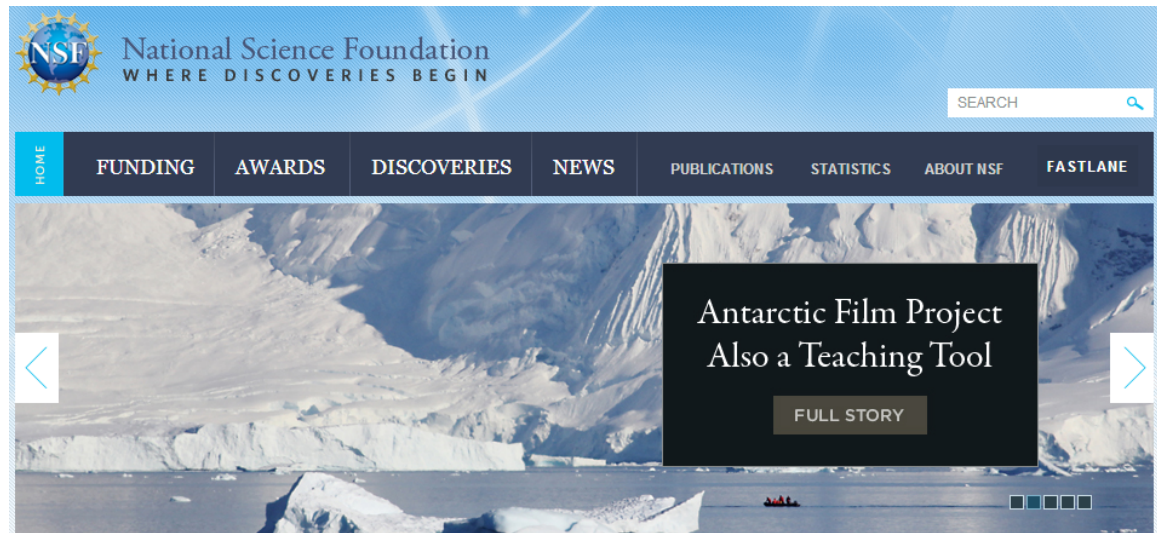 NSF
National Science Foundation
WHERE DISCOVERIES BEGIN
SEARCH
HOME
FUNDING
AWARDS
DISCOVERIES
NEWS
PUBLICATIONS
STATISTICS
ABOUT NSF
FASTLANE
Antarctic Film Project
Also a Teaching Tool
FULL STORY